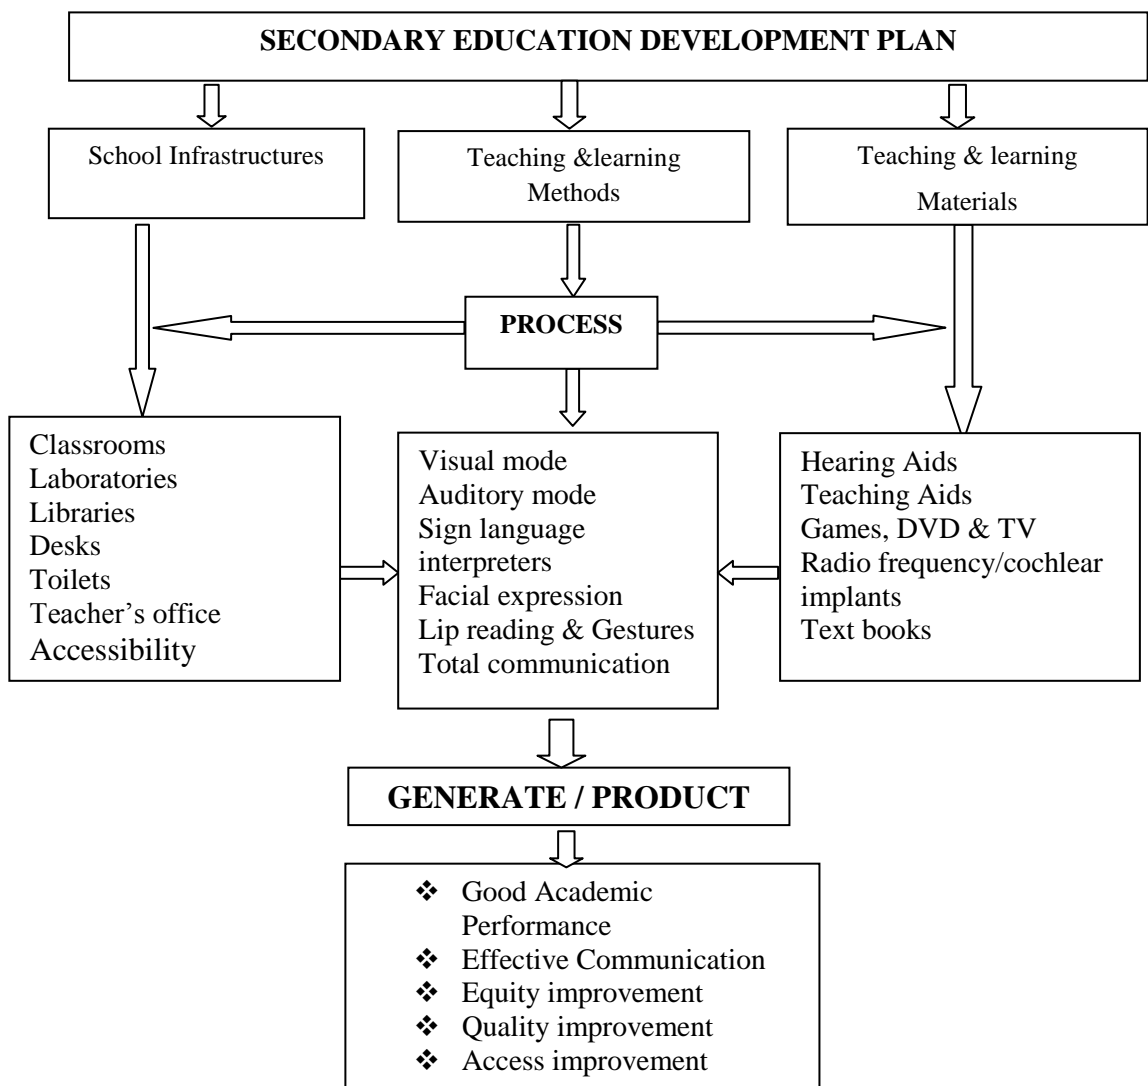 SECONDARY EDUCATION DEVELOPMENT PLAN
School Infrastructures
Teaching &learning
Methods
Teaching & learning
Materials
PROCESS
Classrooms
Laboratories
Libraries
Desks
Toilets
Teacher’s office
Accessibility
Visual mode
Auditory mode
Sign language
interpreters
Facial expression
Lip reading & Gestures
Total communication
Hearing Aids
Teaching Aids
Games, DVD & TV
Radio frequency/cochlear
implants
Text books
GENERATE / PRODUCT
❖ Good Academic
Performance
❖ Effective Communication
❖ Equity improvement
❖ Quality improvement
❖ Access improvement